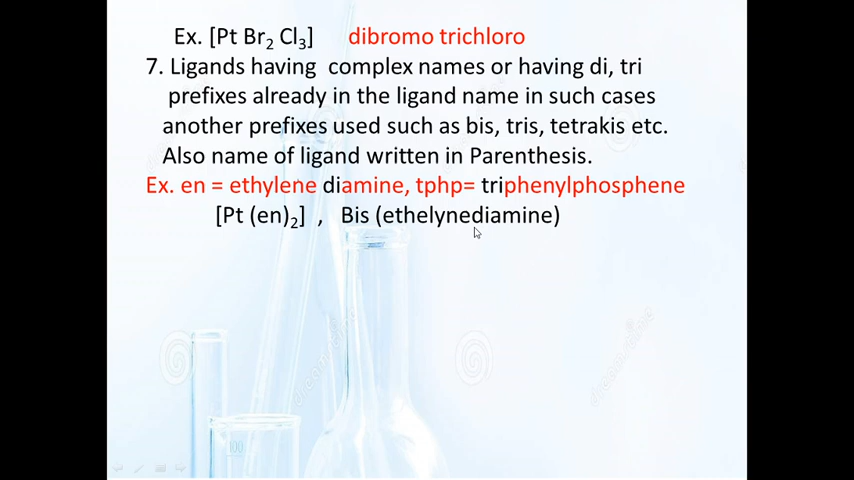 Ex. [Pt Br2 Cl3] dibromo trichloro
7. Ligands having complex names or having di, tri
prefixes already in the ligand name in such cases
another prefixes used such as bis, tris, tetrakis etc.
Also name of ligand written in Parenthesis.
Ex. en = ethylene diamine, tphp= triphenylphosphene
[Pt (en)2] , Bis (ethelynediamine)
100